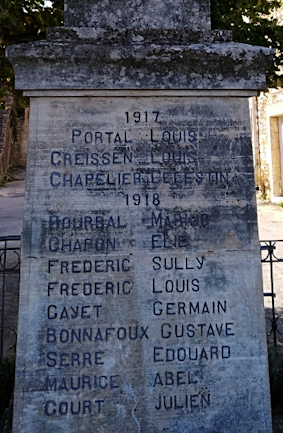 1917
PORTAL LOUIS
CREISSEN LOUIS
CHAPELIER CELESTIN
1918
BOURBAL MARIUS
CHAPON ELIE
FREDERIC SULLY
FREDERIC LOUIS
GAYET GERMAIN
BONNAFOUX GUSTAVE
SERRE EDOUARD
MAURICE ABEL
COURT JULIEN